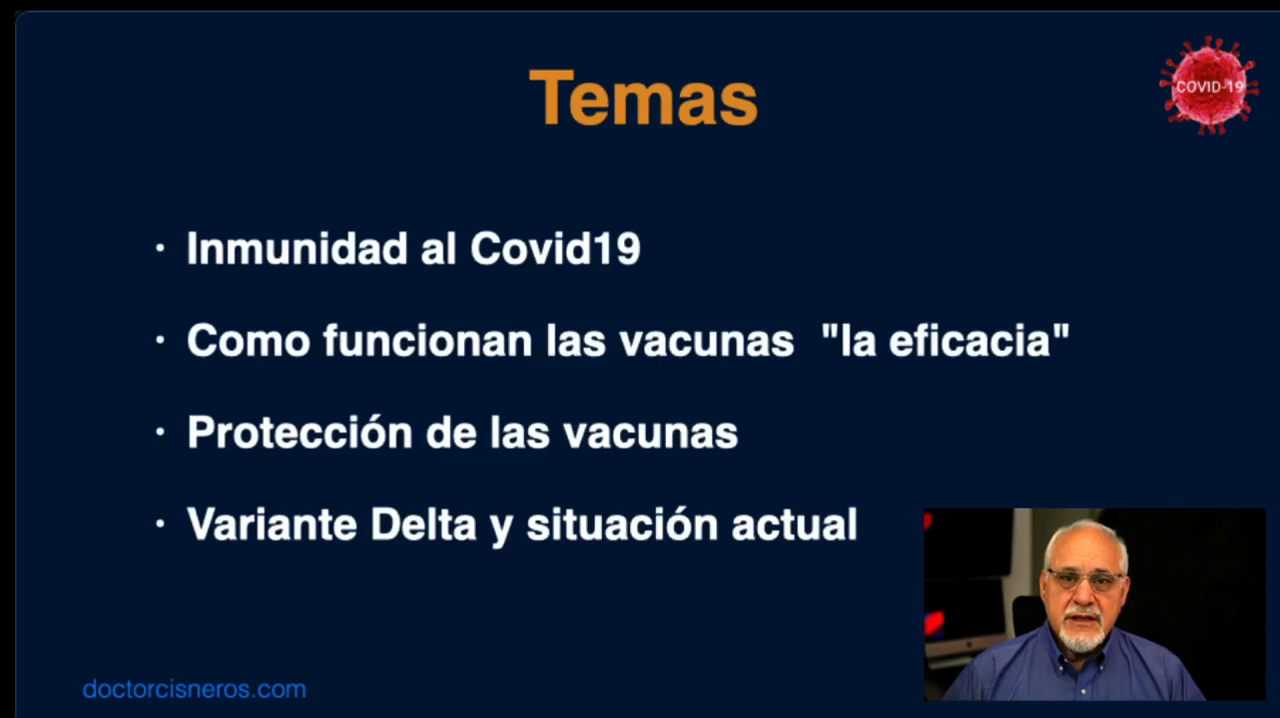 Temas
COVID-19
· Inmunidad al Covid19
· Como funcionan las vacunas "la eficacia"
· Protección de las vacunas
· Variante Delta y situación actual
doctorcisneros.com